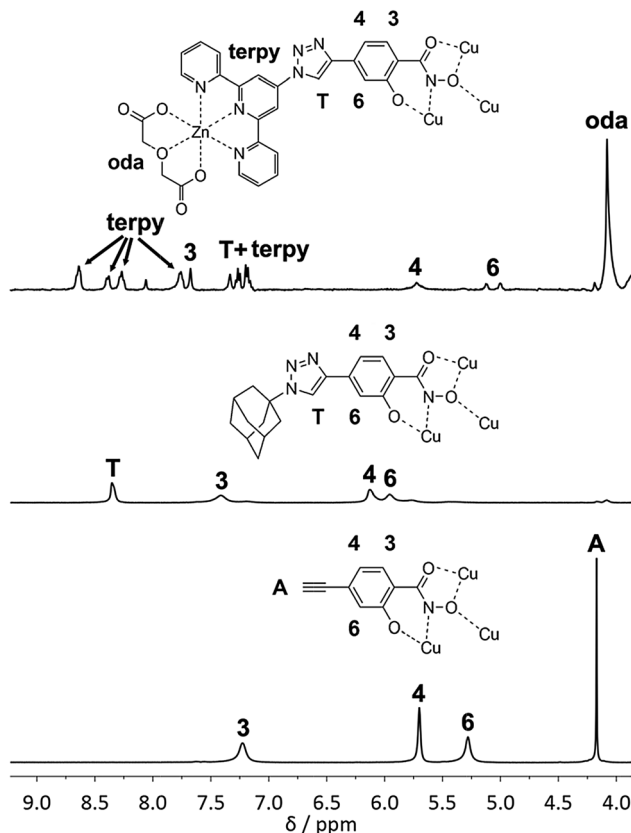 4 3
N N
N
terpy
O Cu
N O Cu
T 6 O Cu
N
N
N
O O
Zn
O O
O
oda
oda
terpy
3 T+ terpy
4 6
4 3
N N
N
O Cu
N O Cu
T 6 O Cu
T 3 4 6
4 3
A O Cu
N O Cu
6 O Cu
A
3 4 6
9.0 8.5 8.0 7.5 7.0 6.5 6.0 5.5 5.0 4.5 4.0
δ / ppm